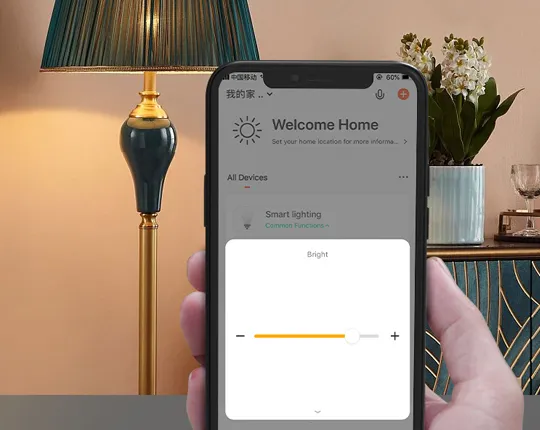 中国移动
60%
我的家 ..
Welcome Home
Set your home location for more informa...
All Devices
Smart lighting
Common Functions
Bright